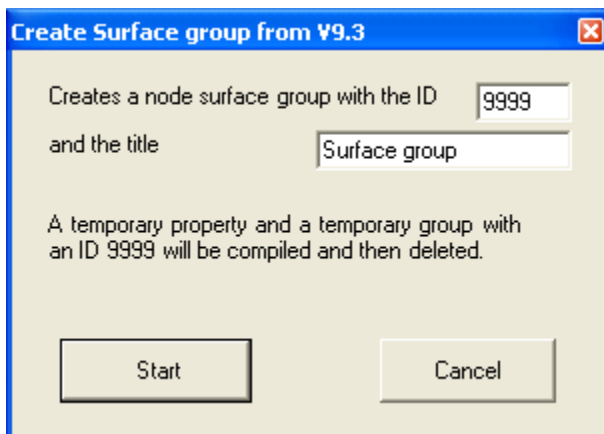 Create Surface group from V9.3
Creates a node surface group with the ID 9999
and the title Surface group
A temporary property and a temporary group with
an ID 9999 will be compiled and then deleted.
Start Cancel